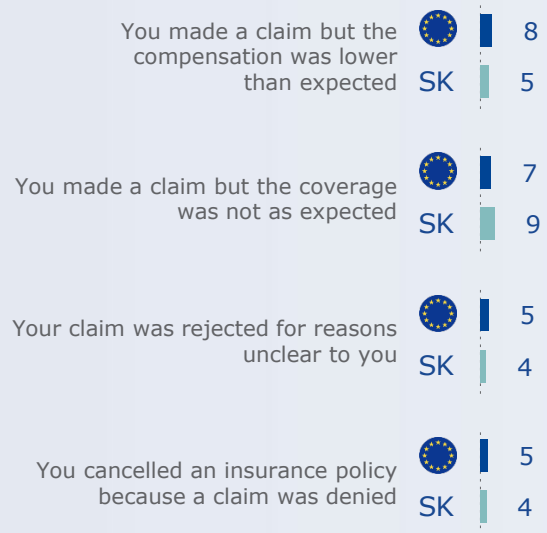 You made a claim but the
compensation was lower
than expected
8
SK 5
You made a claim but the coverage
was not as expected
7
SK 9
Your claim was rejected for reasons
unclear to you
5
SK 4
You cancelled an insurance policy
because a claim was denied
5
SK 4